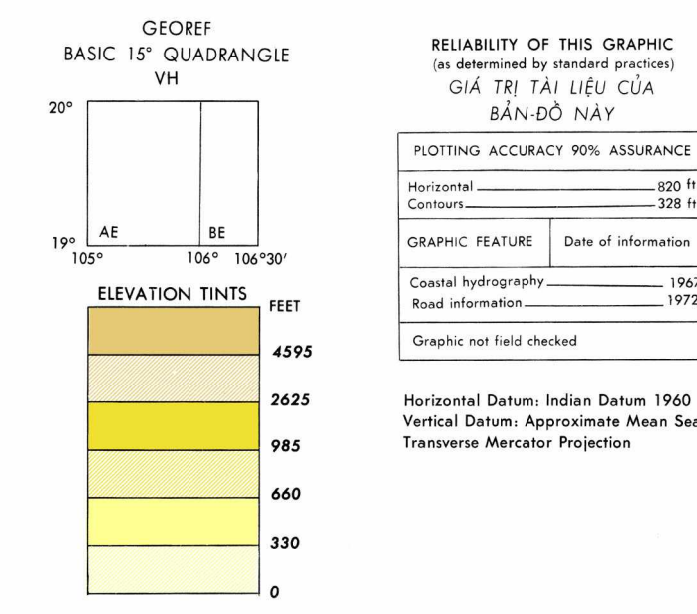 GEOREF
BASIC 15° QUADRANGLE
VH
20°
AE
BE
19°
105°
106°
106°30′
ELEVATION TINTS
FEET
4595
2625
985
660
330
0
RELIABILITY OF THIS GRAPHIC
(as determined by standard practices)
GIÁ TRỊ TÀI LIỆU CỦA
BẢN-ĐỒ NÀY
PLOTTING ACCURACY 90% ASSURANCE
Horizontal 820 ft
Contours 328 ft
GRAPHIC FEATURE
Date of information
Coastal hydrography 1967
Road information 1972
Graphic not field checked
Horizontal Datum: Indian Datum 1960
Vertical Datum: Approximate Mean Sea
Transverse Mercator Projection